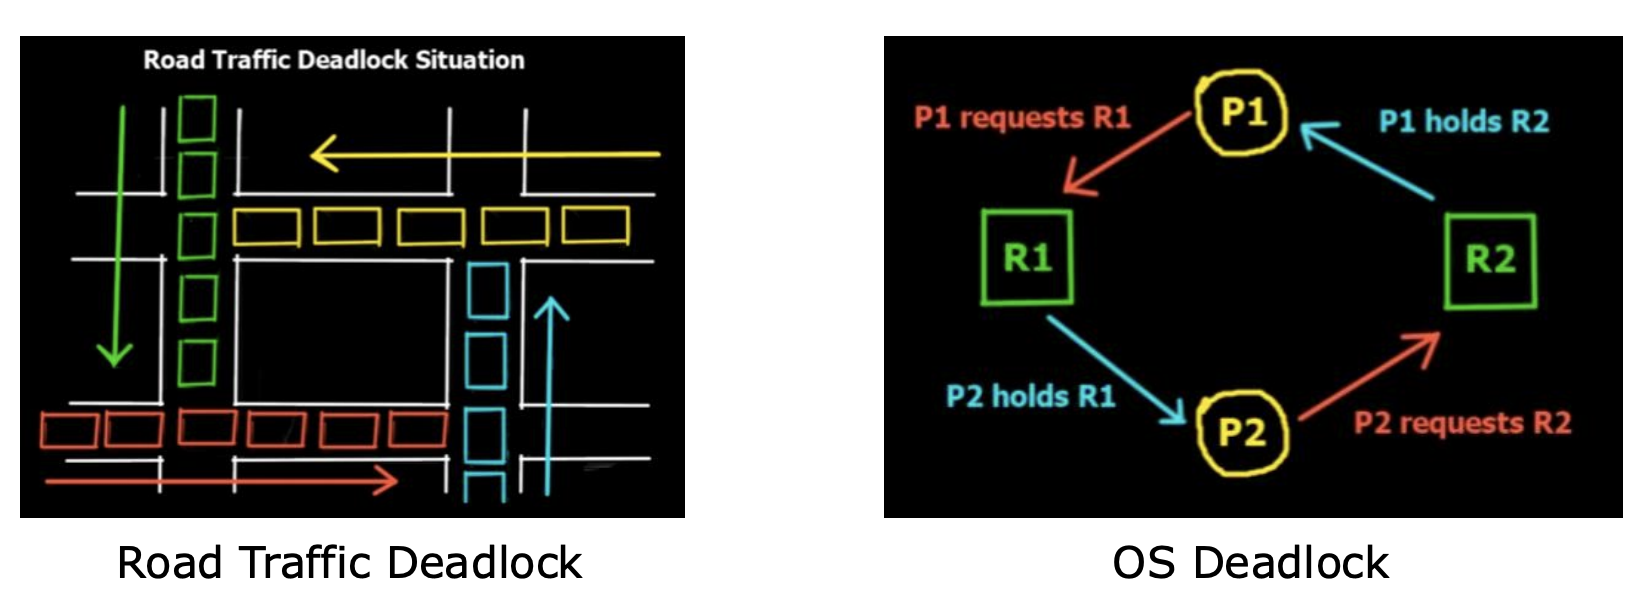 Road Traffic Deadlock Situation
Road Traffic Deadlock
P1
P1 requests R1
P1 holds R2
R1
R2
P2 holds R1
P2 requests R2
P2
OS Deadlock